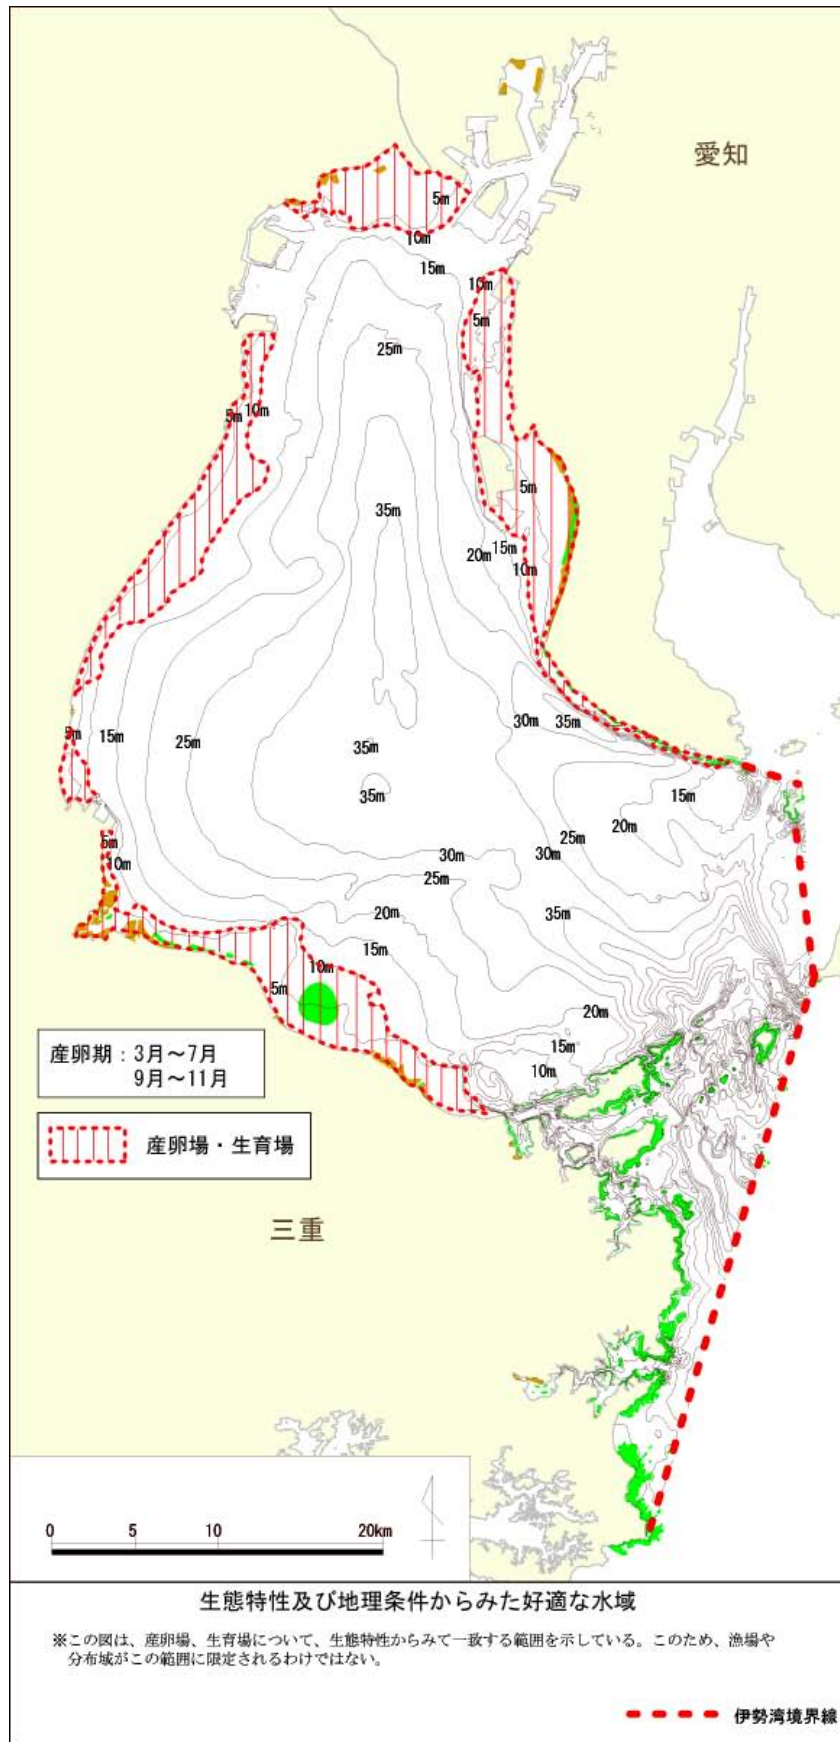 愛知
5m
10m
15m
10m
5m
25m
5m
10m
5m
35m
15m
20m
10m
30m
35m
5m
15m
25m
35m
15m
35m
20m
25m
5m
10m
30m
30m
25m
20m
35m
15m
10m
5m
20m
15m
10m
産卵期：3月～7月
9月～11月
産卵場・生育場
三重
0 5 10 20km
生態特性及び地理条件からみた好適な水域
※この図は、産卵場、生育場について、生態特性からみて一致する範囲を示している。このため、漁場や
分布域がこの範囲に限定されるわけではない。
伊勢湾境界線